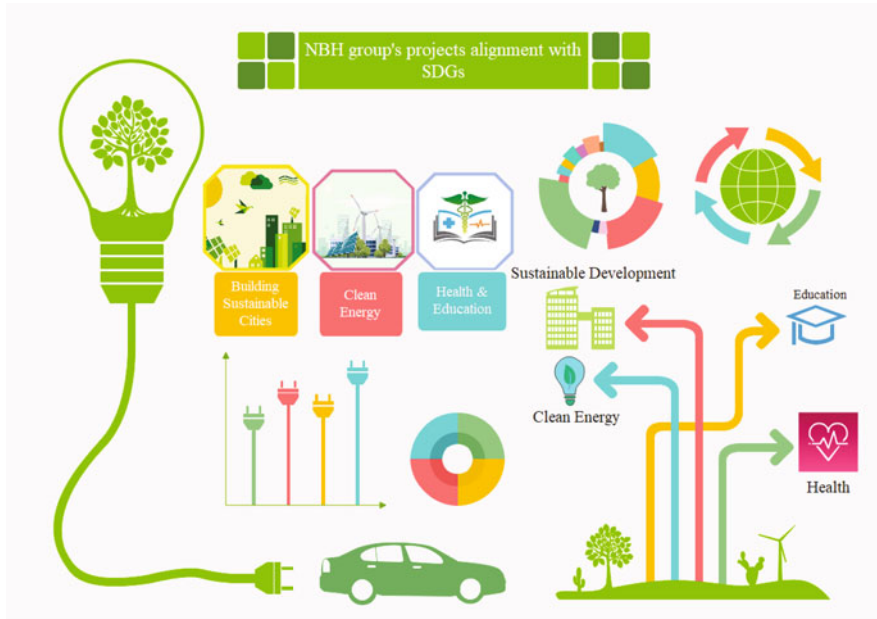 NBH group's projects alignment with
SDGs
Building
Sustainable
Cities
Clean
Energy
Health &
Education
Sustainable Development
Education
Clean Energy
Health